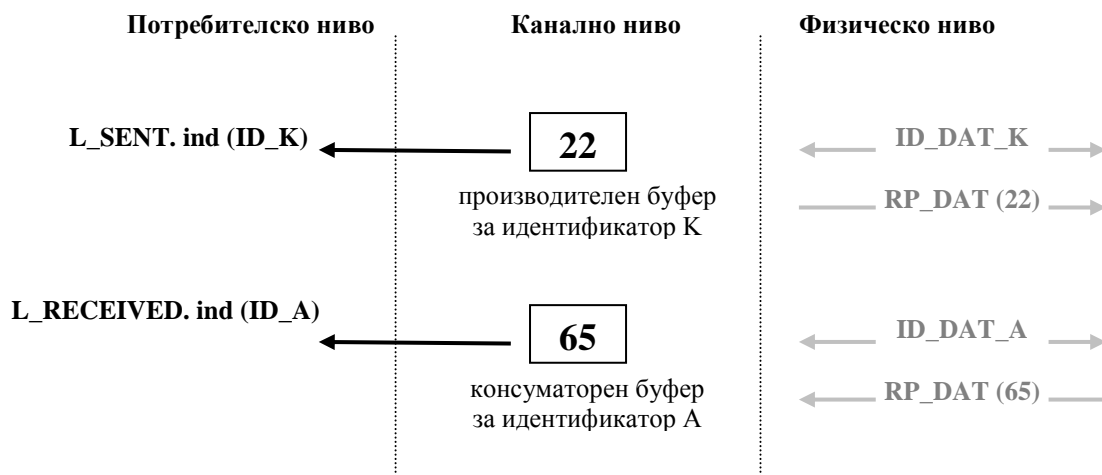 Потребителско ниво
Канално ниво
Физическо ниво
L_SENT. ind (ID_K)
22
ID_DAT_K
производителен буфер
за идентификатор K
RP_DAT (22)
L_RECEIVED. ind (ID_A)
65
ID_DAT_A
консуматорен буфер
за идентификатор A
RP_DAT (65)